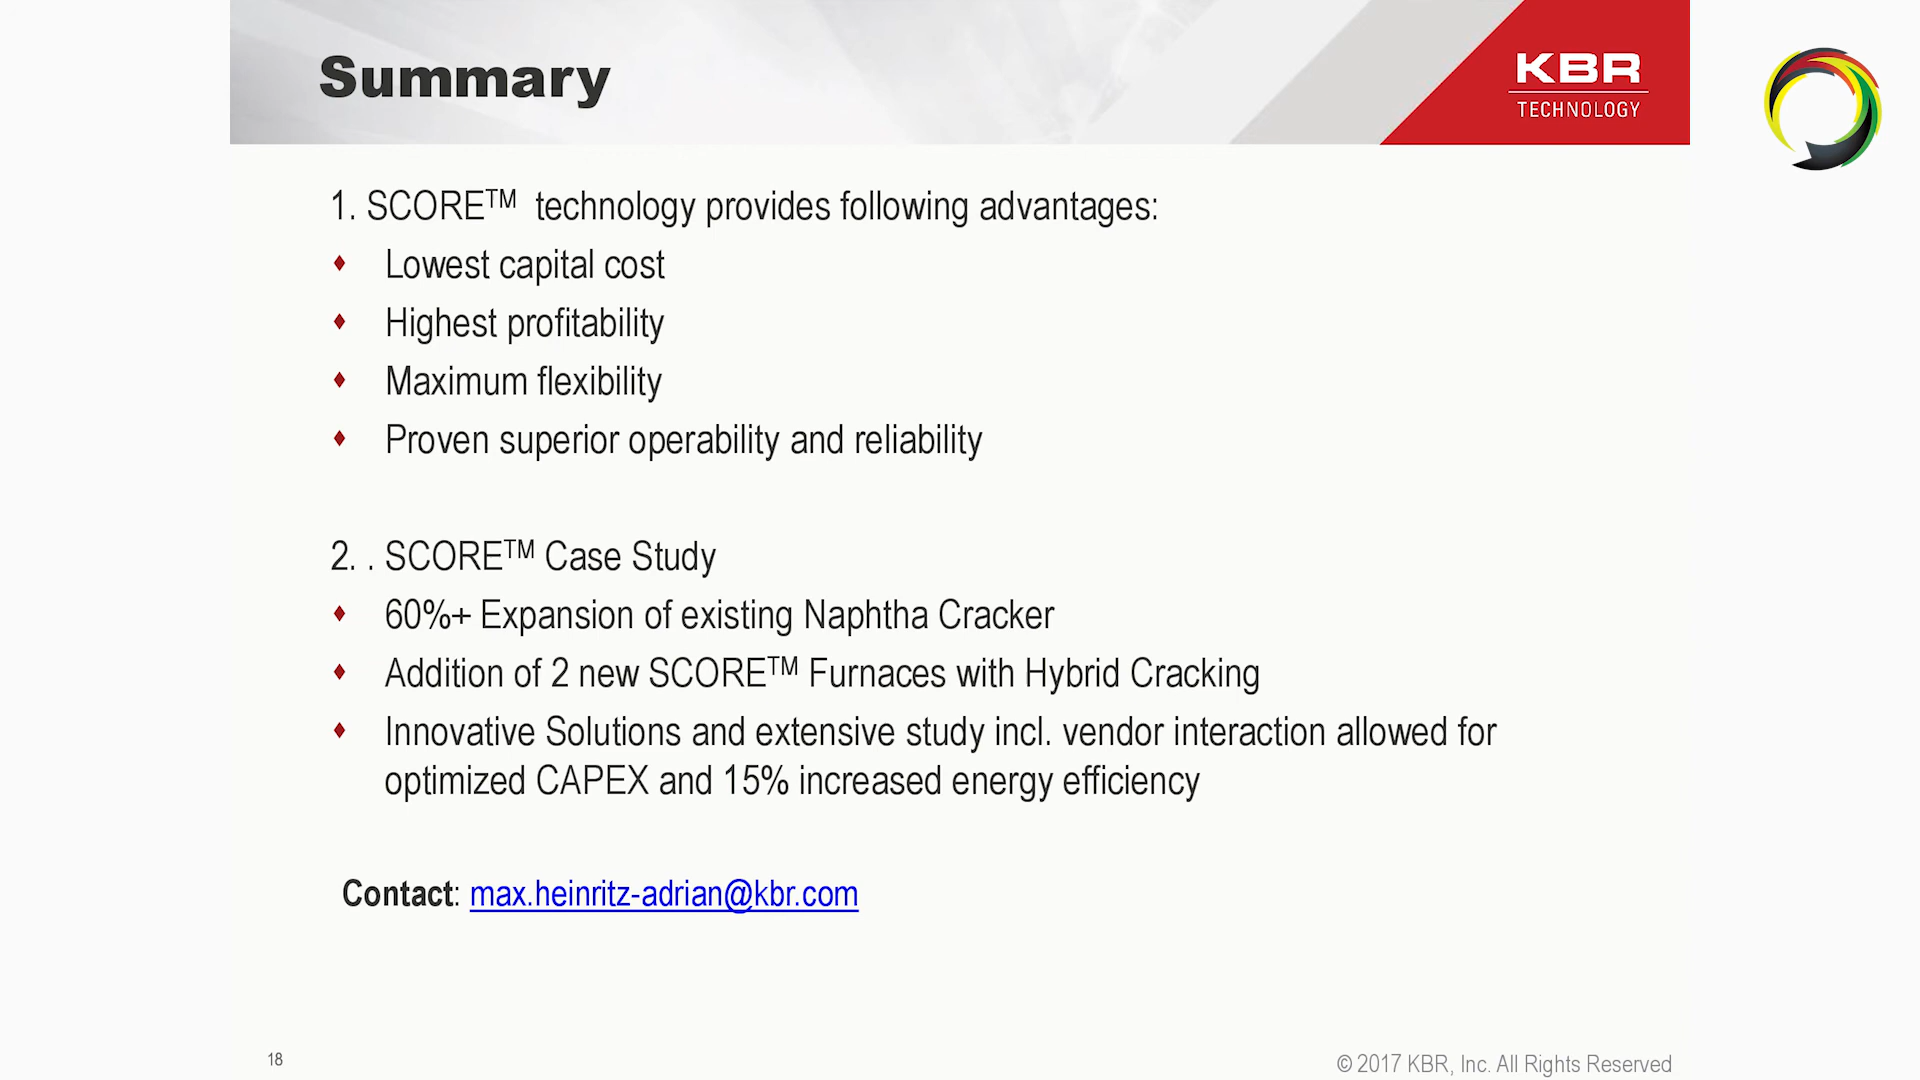 Summary
KBR
TECHNOLOGY
1. SCORE™ technology provides following advantages:
♦ Lowest capital cost
♦ Highest profitability
♦ Maximum flexibility
♦ Proven superior operability and reliability
2. . SCORE™ Case Study
♦ 60%+ Expansion of existing Naphtha Cracker
♦ Addition of 2 new SCORE™ Furnaces with Hybrid Cracking
♦ Innovative Solutions and extensive study incl. vendor interaction allowed for
optimized CAPEX and 15% increased energy efficiency
Contact: max.heinritz-adrian@kbr.com
18
© 2017 KBR, Inc. All Rights Reserved